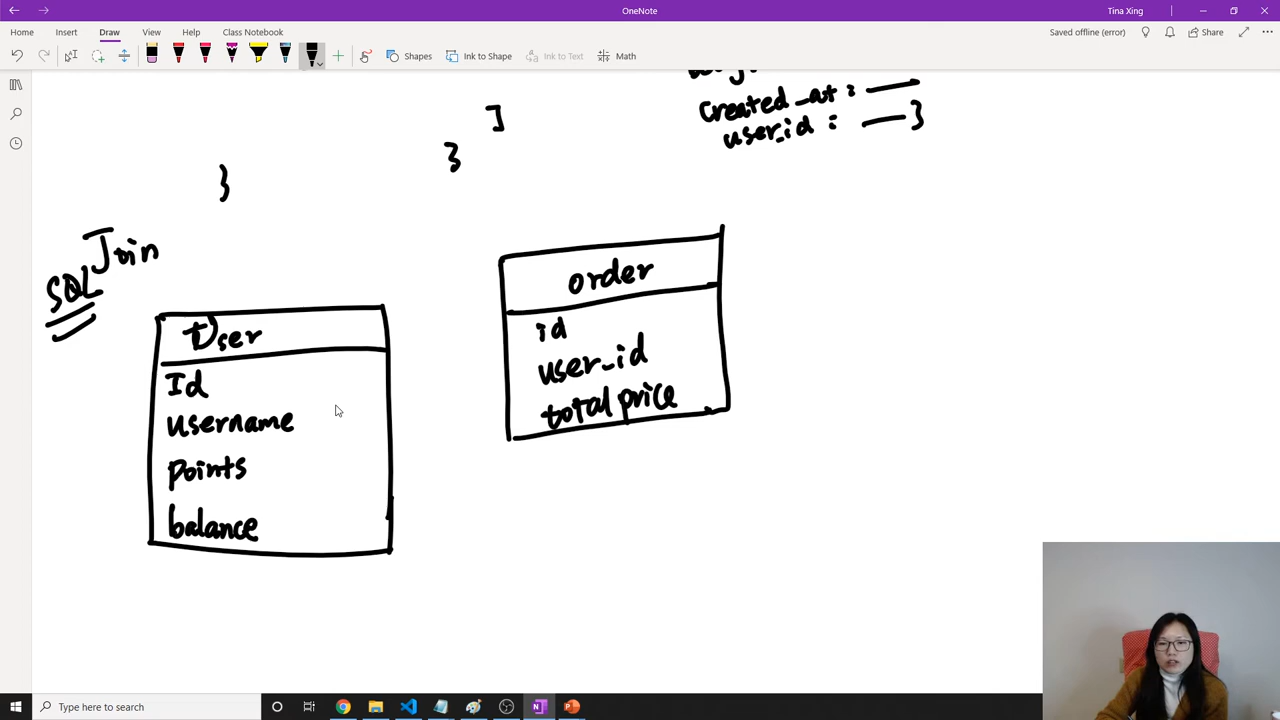 OneNote
Tina Xing
Home Insert Draw View Help Class Notebook
Saved offline (error) Share
Shapes Ink to Shape Ink to Text Math
created_at :
user_id : }
]
}
}
SQL Join
User
Id
username
points
balance
order
id
user_id
total price
Type here to search